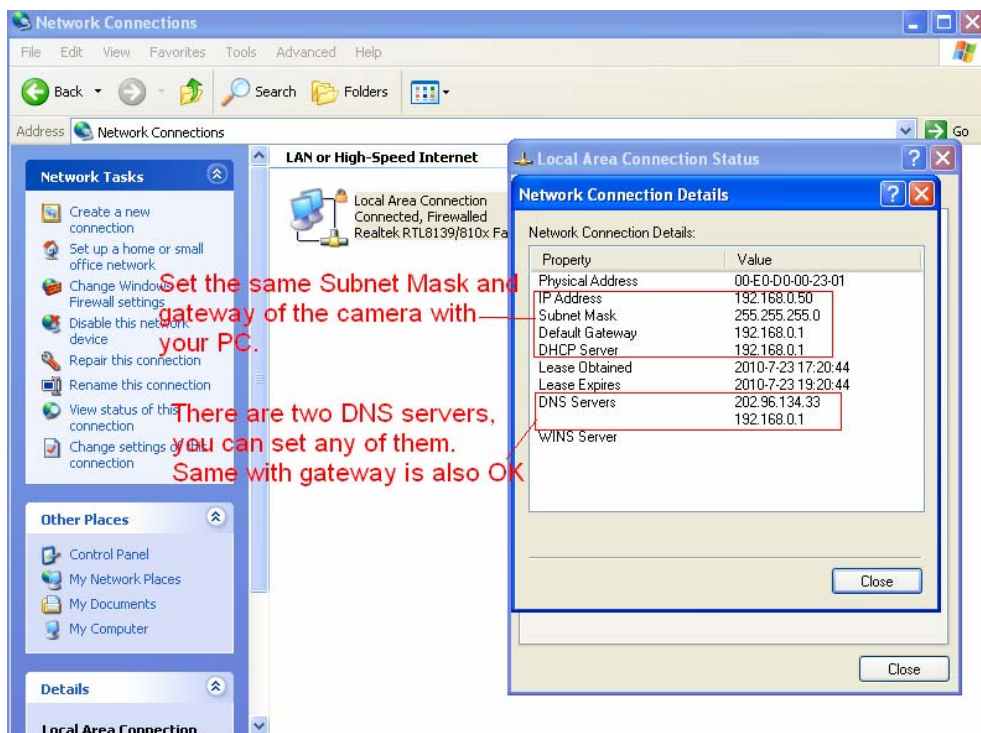 Network Connections
File Edit View Favorites Tools Advanced Help
Back Search Folders
Address Network Connections Go
Network Tasks
Create a new
connection
Set up a home or small
office network
Change Windows
Firewall settings
Disable this network
device
Repair this connection
Rename this connection
View status of this
connection
Change settings of this
connection
Other Places
Control Panel
My Network Places
My Documents
My Computer
Details
Local Area Connection
LAN or High-Speed Internet
Local Area Connection
Connected, Firewalled
Realtek RTL8139/810x Fa
Set the same Subnet Mask and
gateway of the camera with
your PC.
There are two DNS servers,
you can set any of them.
Same with gateway is also OK
Local Area Connection Status
Network Connection Details
Network Connection Details:
Property Value
Physical Address 00-E0-D0-00-23-01
IP Address 192.168.0.50
Subnet Mask 255.255.255.0
Default Gateway 192.168.0.1
DHCP Server 192.168.0.1
Lease Obtained 2010-7-23 17:20:44
Lease Expires 2010-7-23 19:20:44
DNS Servers 202.96.134.33
192.168.0.1
WINS Server
Close
Close